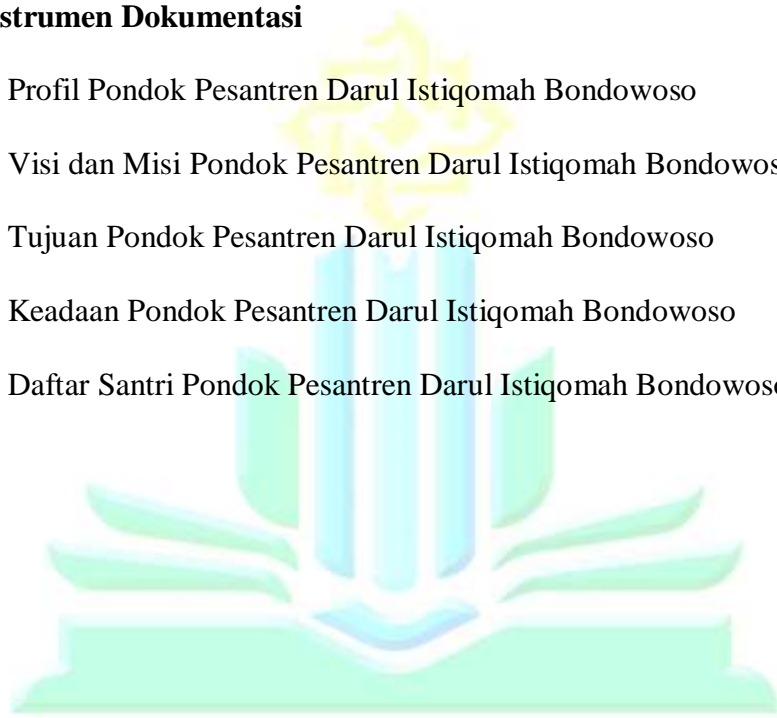 strumen Dokumentasi
Profil Pondok Pesantren Darul Istiqomah Bondowoso
Visi dan Misi Pondok Pesantren Darul Istiqomah Bondowos
Tujuan Pondok Pesantren Darul Istiqomah Bondowoso
Keadaan Pondok Pesantren Darul Istiqomah Bondowoso
Daftar Santri Pondok Pesantren Darul Istiqomah Bondowoso